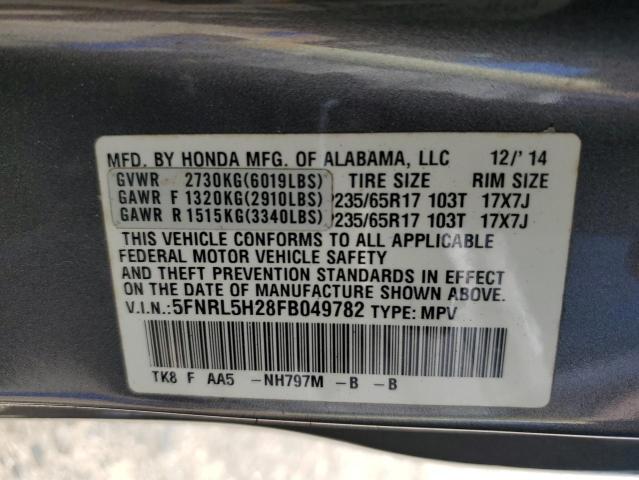 MFD. BY HONDA MFG. OF ALABAMA, LLC 12/'14
GVWR 2730KG(6019LBS) TIRE SIZE RIM SIZE
GAWR F 1320KG(2910LBS) P235/65R17 103T 17X7J
GAWR R 1515KG(3340LBS) P235/65R17 103T 17X7J
THIS VEHICLE CONFORMS TO ALL APPLICABLE
FEDERAL MOTOR VEHICLE SAFETY
AND THEFT PREVENTION STANDARDS IN EFFECT
ON THE DATE OF MANUFACTURE SHOWN ABOVE.
V.I.N.:5FNRL5H28FB049782 TYPE: MPV
TK8 F AA5 -NH797M -B -B